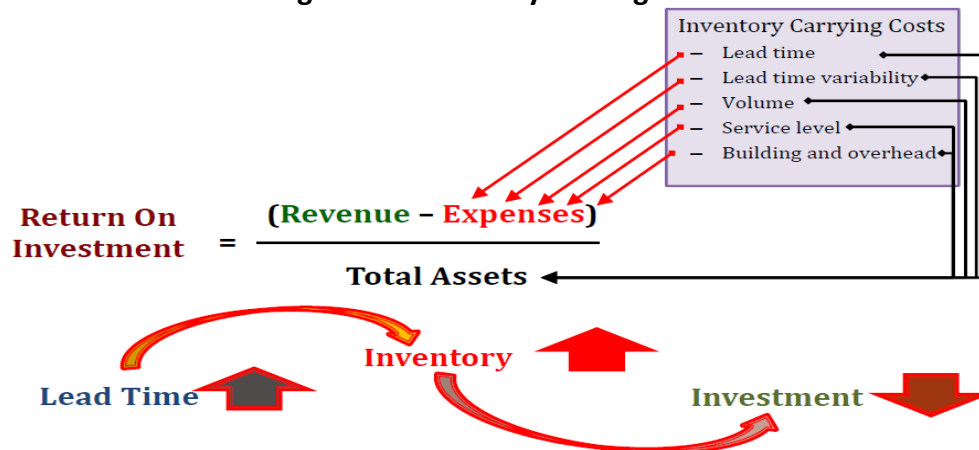 Inventory Carrying Costs
– Lead time
– Lead time variability
– Volume
– Service level
– Building and overhead
Return On
Investment
=
(Revenue – Expenses)
Total Assets
Inventory
Lead Time
Investment